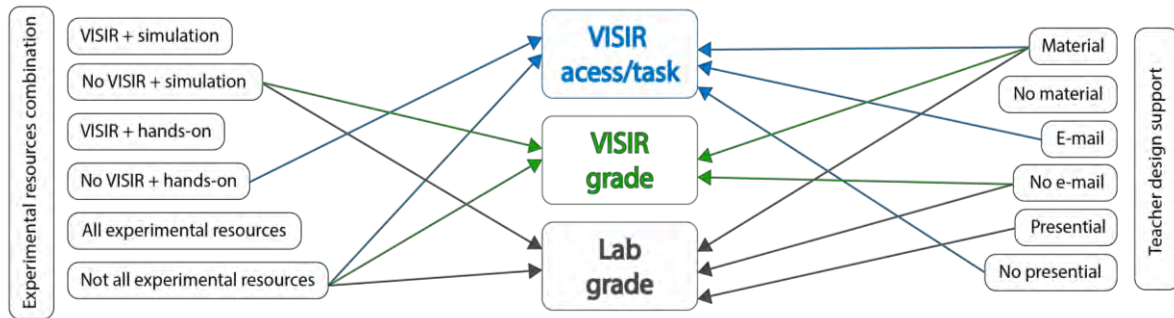 Experimental resources combination
VISIR + simulation
No VISIR + simulation
VISIR + hands-on
No VISIR + hands-on
All experimental resources
Not all experimental resources
VISIR
acess/task
VISIR
grade
Lab
grade
Material
No material
E-mail
No e-mail
Presential
No presential
Teacher design support